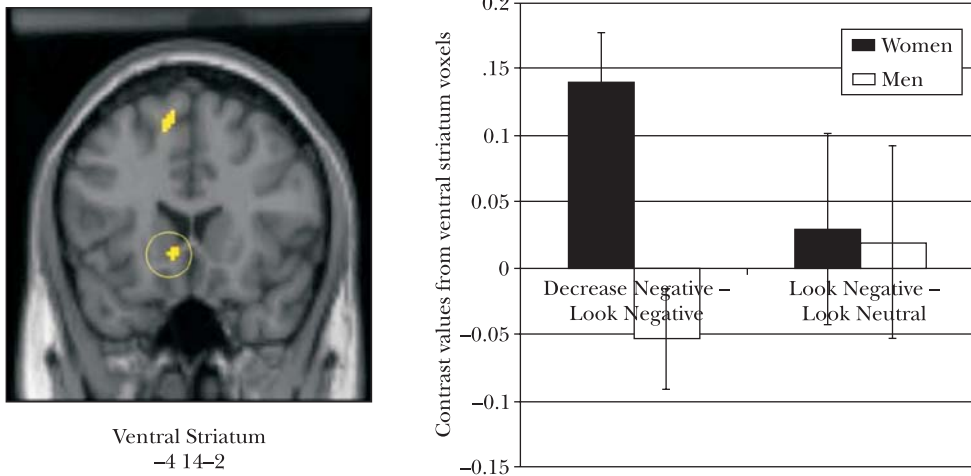 Ventral Striatum
–4 14–2
Contrast values from ventral striatum voxels
0.2
.15
0.1
0.05
0
–0.05
–0.1
–0.15
Women
Men
Decrease Negative –
Look Negative
Look Negative –
Look Neutral